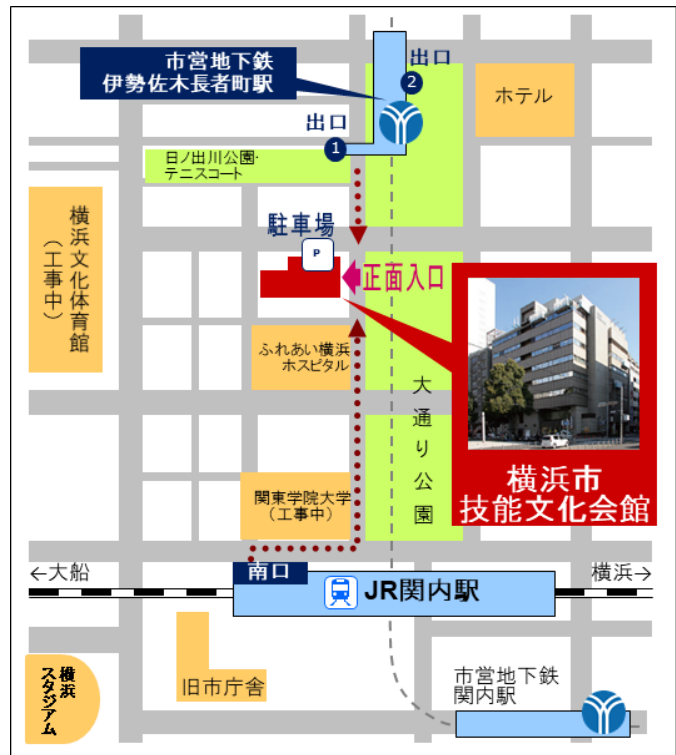 市営地下鉄
伊勢佐木長者町駅
出口
2
ホテル
出口
1
日ノ出川公園・
テニスコート
横浜文化体育館
（工事中）
駐車場
P
正面入口
ふれあい横浜
ホスピタル
大通り公園
横浜市
技能文化会館
関東学院大学
（工事中）
←大船
南口
横浜→
JR関内駅
横浜
スタジアム
旧市庁舎
市営地下鉄
関内駅